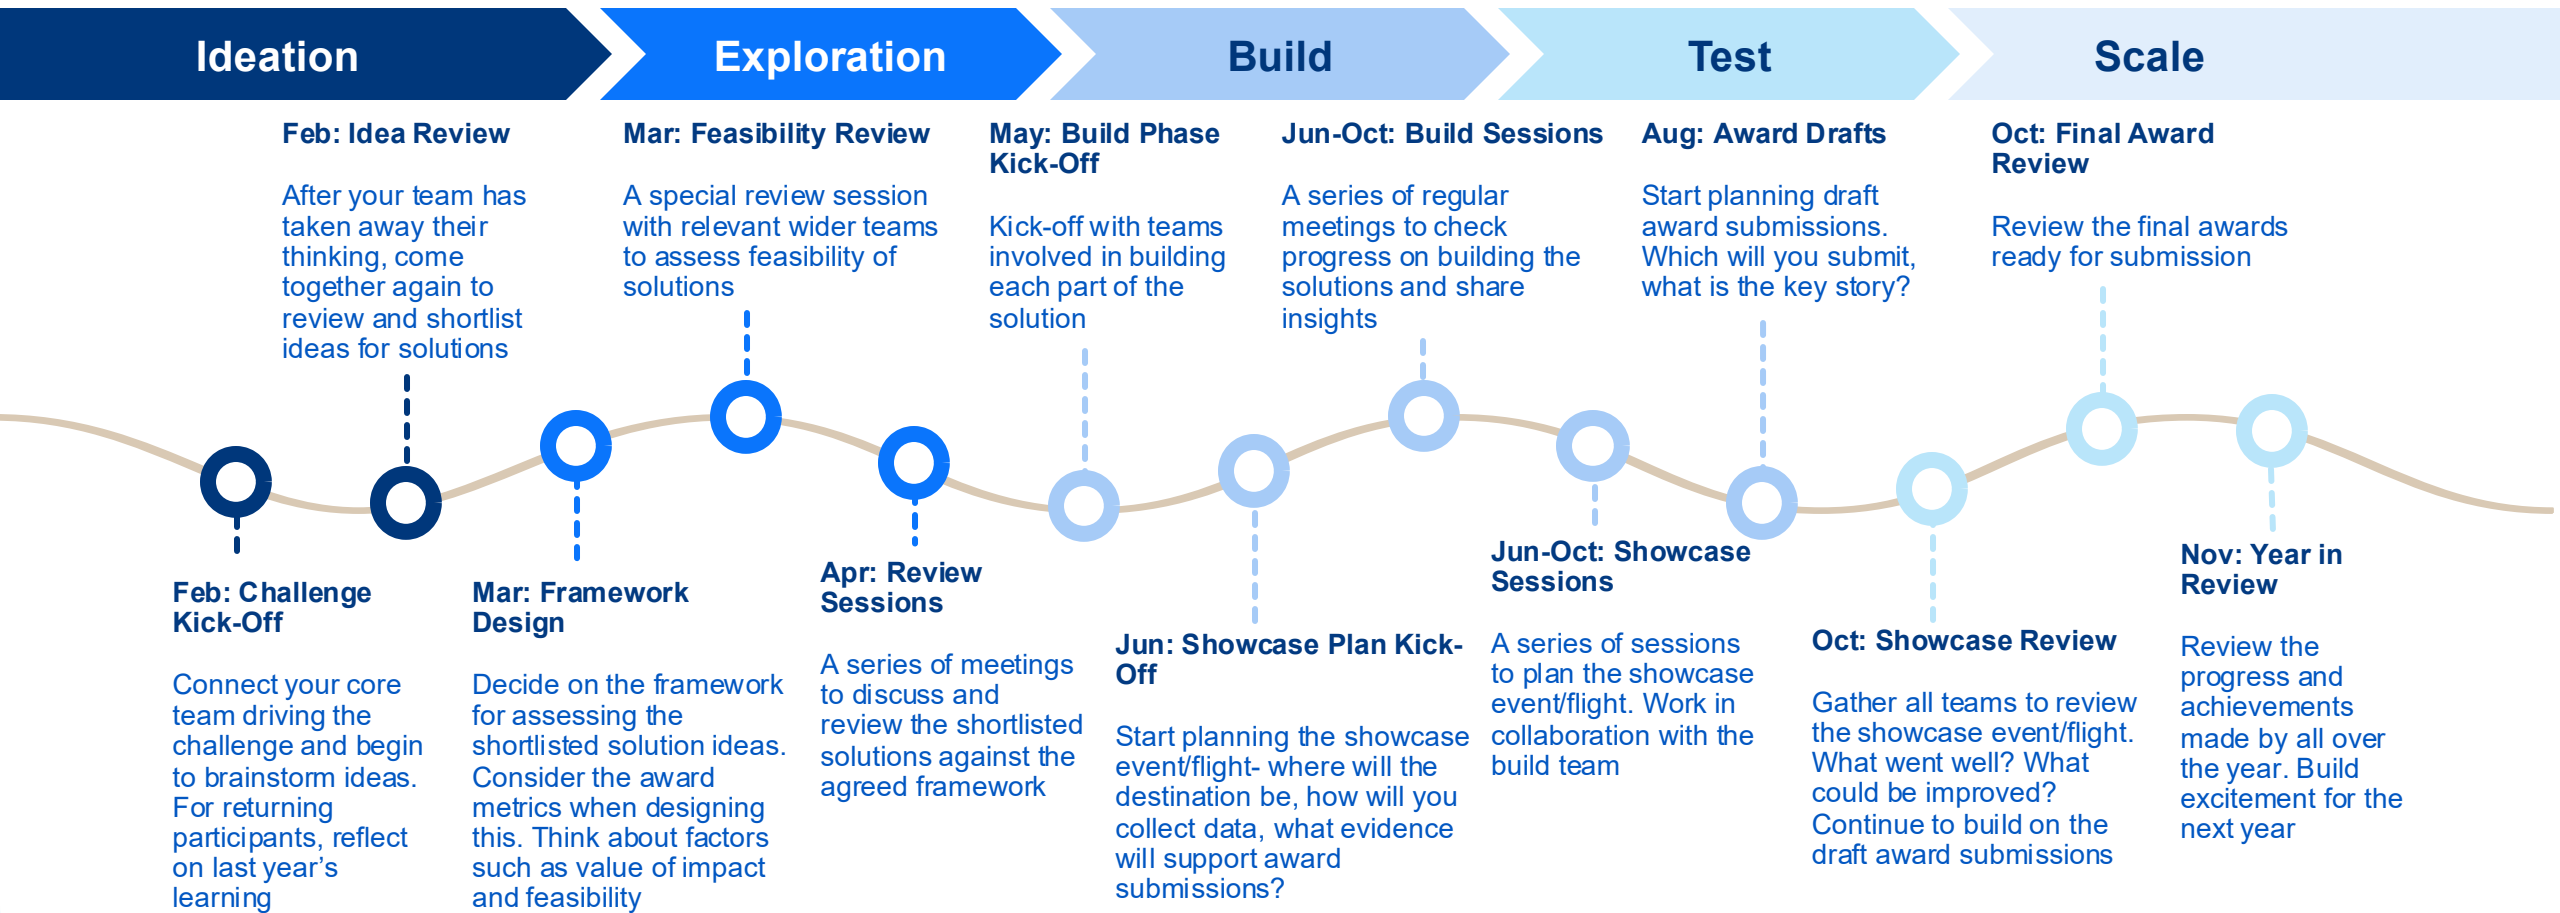 Ideation
Exploration
Build
Test
Scale
Feb: Idea Review
After your team has
taken away their
thinking, come
together again to
review and shortlist
ideas for solutions
Mar: Feasibility Review
A special review session
with relevant wider teams
to assess feasibility of
solutions
May: Build Phase
Kick-Off
Kick-off with teams
involved in building
each part of the
solution
Jun-Oct: Build Sessions
A series of regular
meetings to check
progress on building the
solutions and share
insights
Aug: Award Drafts
Start planning draft
award submissions.
Which will you submit,
what is the key story?
Oct: Final Award
Review
Review the final awards
ready for submission
Feb: Challenge
Kick-Off
Connect your core
team driving the
challenge and begin
to brainstorm ideas.
For returning
participants, reflect
on last year’s
learning
Mar: Framework
Design
Decide on the framework
for assessing the
shortlisted solution ideas.
Consider the award
metrics when designing
this. Think about factors
such as value of impact
and feasibility
Apr: Review
Sessions
A series of meetings
to discuss and
review the shortlisted
solutions against the
agreed framework
Jun: Showcase Plan Kick-
Off
Start planning the showcase
event/flight- where will the
destination be, how will you
collect data, what evidence
will support award
submissions?
Jun-Oct: Showcase
Sessions
A series of sessions
to plan the showcase
event/flight. Work in
collaboration with the
build team
Oct: Showcase Review
Gather all teams to review
the showcase event/flight.
What went well? What
could be improved?
Continue to build on the
draft award submissions
Nov: Year in
Review
Review the
progress and
achievements
made by all over
the year. Build
excitement for the
next year